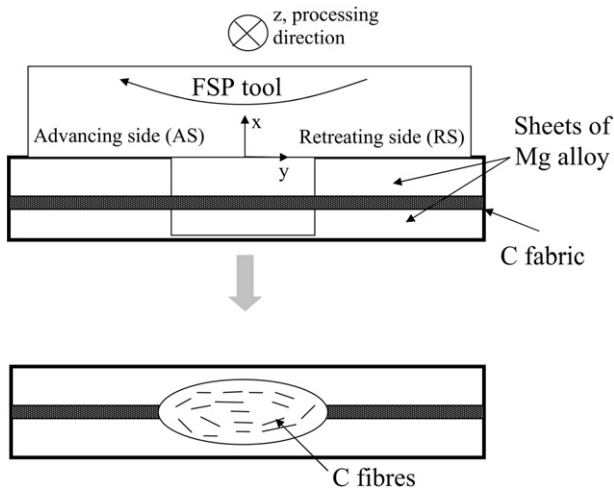 z, processing
direction
FSP tool
Advancing side (AS)
x
Retreating side (RS)
y
Sheets of
Mg alloy
C fabric
C fibres